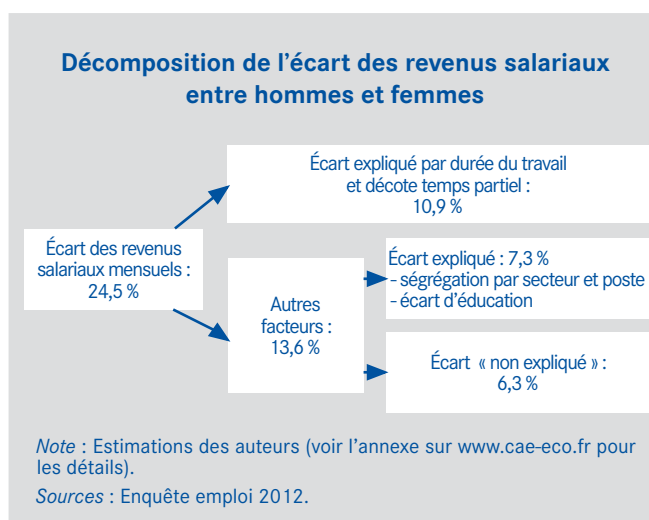 Décomposition de l'écart des revenus salariaux
entre hommes et femmes
Écart expliqué par durée du travail
et décote temps partiel :
10,9 %
Écart des revenus
salariaux mensuels :
24,5 %
Autres
facteurs :
13,6 %
Écart expliqué : 7,3 %
- ségrégation par secteur et poste
- écart d'éducation
Écart « non expliqué » :
6,3 %
Note : Estimations des auteurs (voir l'annexe sur www.cae-eco.fr pour
les détails).
Sources : Enquête emploi 2012.